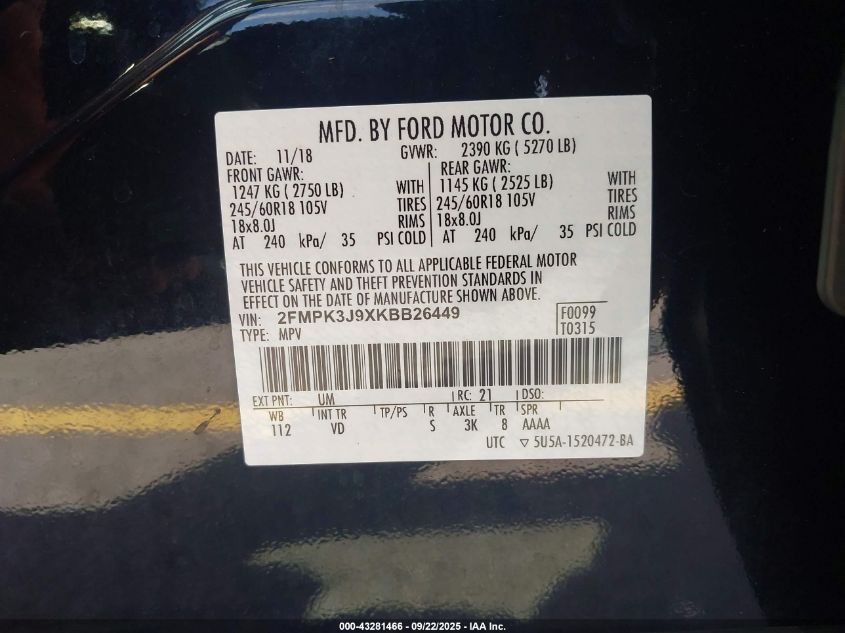 MFD. BY FORD MOTOR CO.
DATE: 11/18 GVWR: 2390 KG ( 5270 LB)
FRONT GAWR: REAR GAWR:
1247 KG ( 2750 LB) WITH 1145 KG ( 2525 LB) WITH
245/60R18 105V TIRES 245/60R18 105V TIRES
18x8.0J RIMS 18x8.0J RIMS
AT 240 kPa/ 35 PSI COLD AT 240 kPa/ 35 PSI COLD
THIS VEHICLE CONFORMS TO ALL APPLICABLE FEDERAL MOTOR
VEHICLE SAFETY AND THEFT PREVENTION STANDARDS IN
EFFECT ON THE DATE OF MANUFACTURE SHOWN ABOVE.
VIN: 2FMPK3J9XKBB26449 F0099
TYPE: MPV T0315
EXT PNT: UM RC: 21 DSO:
WB INT TR TP/PS R AXLE TR SPR
112 VD S 3K 8 AAAA
UTC ▽ 5U5A-1520472-BA
000-43281466 - 09/22/2025 - IAA Inc.